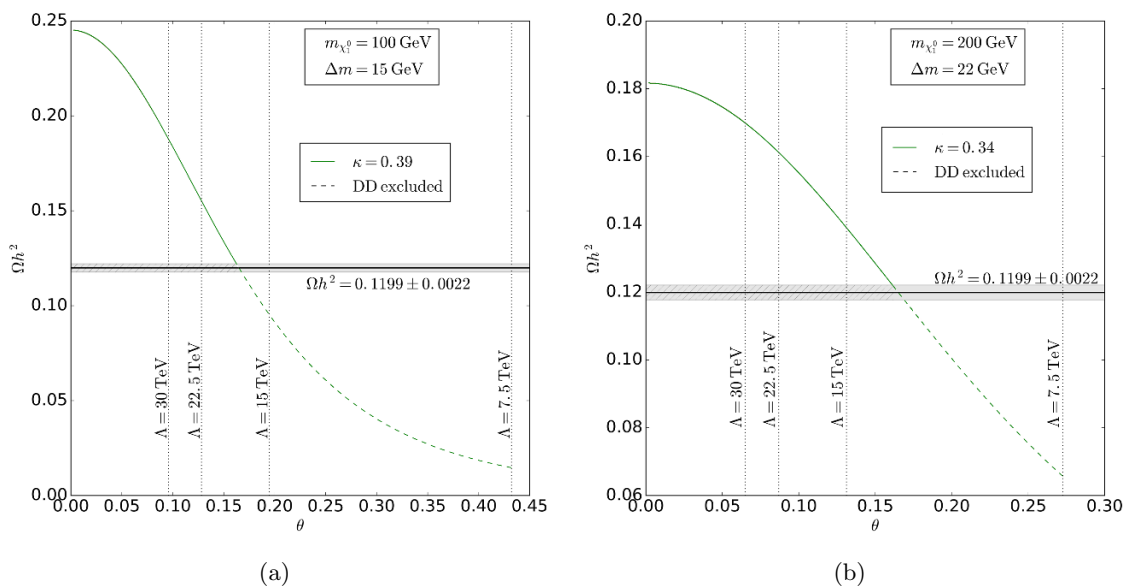 0.25
0.20
0.15
0.10
0.05
0.00
Ωh²
m_{χ̃₁⁰} = 100 GeV
Δm = 15 GeV
κ = 0.39
DD excluded
Ωh² = 0.1199 ± 0.0022
Λ = 30 TeV
Λ = 22.5 TeV
Λ = 15 TeV
Λ = 7.5 TeV
0.00 0.05 0.10 0.15 0.20 0.25 0.30 0.35 0.40 0.45
θ
(a)
0.20
0.18
0.16
0.14
0.12
0.10
0.08
0.06
Ωh²
m_{χ̃₁⁰} = 200 GeV
Δm = 22 GeV
κ = 0.34
DD excluded
Ωh² = 0.1199 ± 0.0022
Λ = 30 TeV
Λ = 22.5 TeV
Λ = 15 TeV
Λ = 7.5 TeV
0.00 0.05 0.10 0.15 0.20 0.25 0.30
θ
(b)